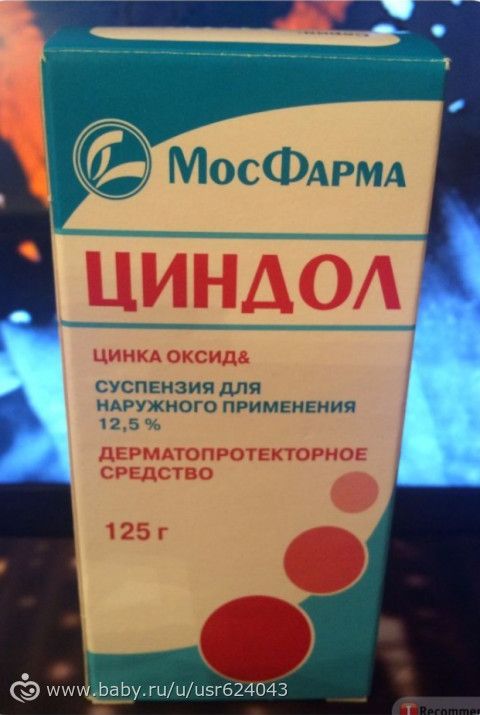 МосФарма
ЦИНДОЛ
ЦИНКА ОКСИД&
СУСПЕНЗИЯ ДЛЯ
НАРУЖНОГО ПРИМЕНЕНИЯ
12,5 %
ДЕРМАТОПРОТЕКТОРНОЕ
СРЕДСТВО
125 г
www.baby.ru/u/usr624043